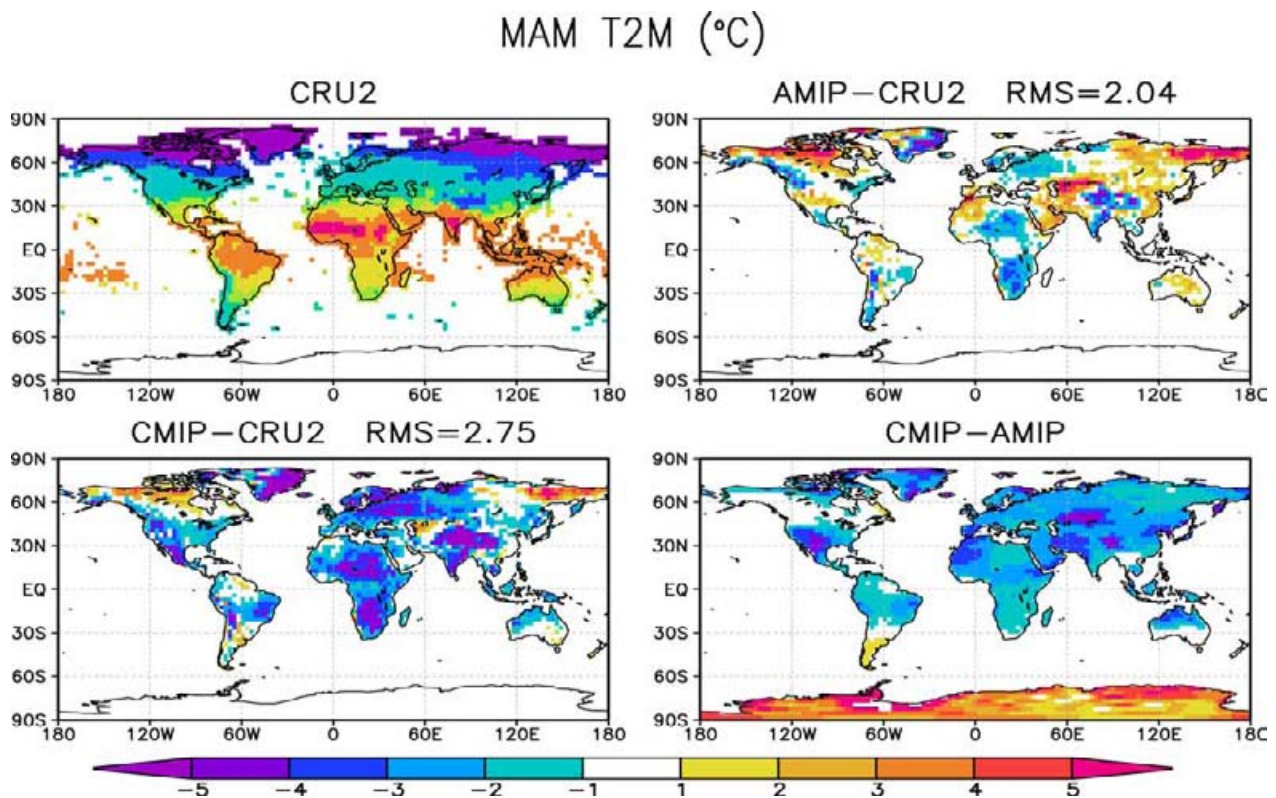 MAM T2M (°C)
CRU2
90N
60N
30N
EQ
30S
60S
90S
180 120W 60W 0 60E 120E 180
AMIP-CRU2 RMS=2.04
90N
60N
30N
EQ
30S
60S
90S
180 120W 60W 0 60E 120E 180
CMIP-CRU2 RMS=2.75
90N
60N
30N
EQ
30S
60S
90S
180 120W 60W 0 60E 120E 180
CMIP-AMIP
90N
60N
30N
EQ
30S
60S
90S
180 120W 60W 0 60E 120E 180
-5 -4 -3 -2 -1 1 2 3 4 5